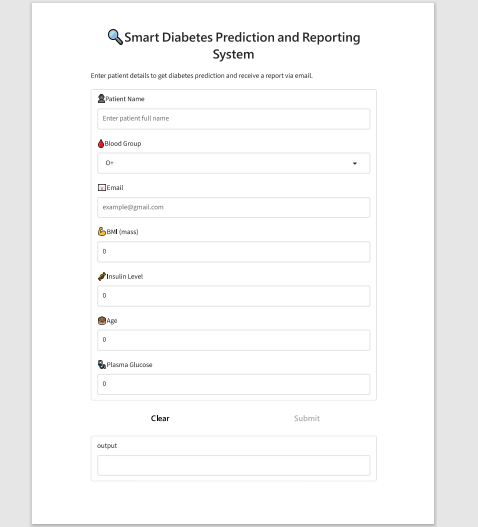 Smart Diabetes Prediction and Reporting
System
Enter patient details to get diabetes prediction and receive a report via email.
Patient Name
Enter patient full name
Blood Group
O+
Email
example@gmail.com
BMI (mass)
0
Insulin Level
0
Age
0
Plasma Glucose
0
Clear Submit
output